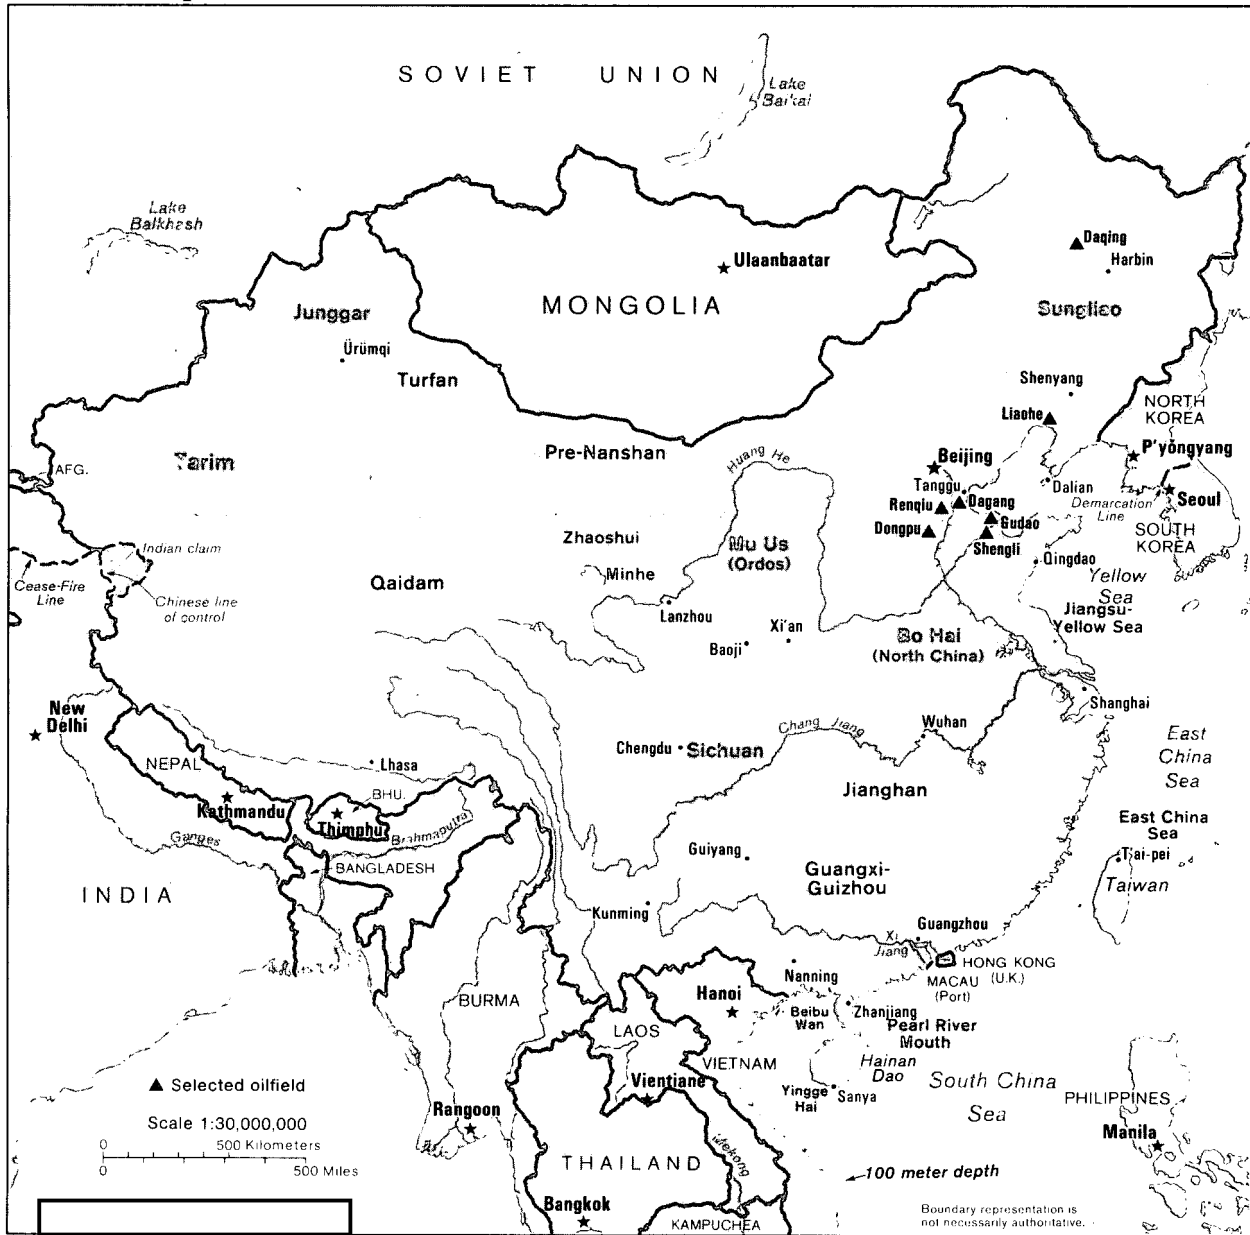 SOVIET UNION
Lake
Baikal
Lake
Balkhash
Daqing
Harbin
Ulaanbaatar
MONGOLIA
Junggar
Songliao
Ürümqi
Turfan
Shenyang
NORTH
KOREA
Liaohe
P'yŏngyang
Pre-Nanshan
Huang He
Beijing
AFG.
Tarim
Tanggu
Dalian
Demarcation
Line
Seoul
Renqiu
Dagang
Gudao
Dongpu
Shengli
SOUTH
KOREA
Zhaoshui
Mu Us
(Ordos)
Indian claim
Qingdao
Minhe
Qaidam
Yellow
Sea
Cease-Fire
Line
Chinese line
of control
Lanzhou
Xi'an
Jiangsu-
Yellow Sea
Baoji
Bo Hai
(North China)
New
Delhi
Shanghai
Chang Jiang
Wuhan
East
China
Sea
Chengdu
Sichuan
NEPAL
Lhasa
Jianghan
BHU.
Kathmandu
Thimphu
Brahmaputra
East China
Sea
Ganges
Guiyang
T'ai-pei
BANGLADESH
Guangxi-
Guizhou
Taiwan
INDIA
Kunming
Guangzhou
Xi
Jiang
HONG KONG
(U.K.)
Nanning
MACAU
(Port)
Hanoi
BURMA
Beibu
Wan
Zhanjiang
LAOS
Pearl River
Mouth
VIETNAM
Hainan
Dao
Vientiane
South China
Sea
Yingge
Hai
Sanya
PHILIPPINES
Selected oilfield
Rangoon
Manila
Scale 1:30,000,000
0 500 Kilometers
0 500 Miles
THAILAND
Mekong
100 meter depth
Bangkok
KAMPUCHEA
Boundary representation is
not necessarily authoritative.